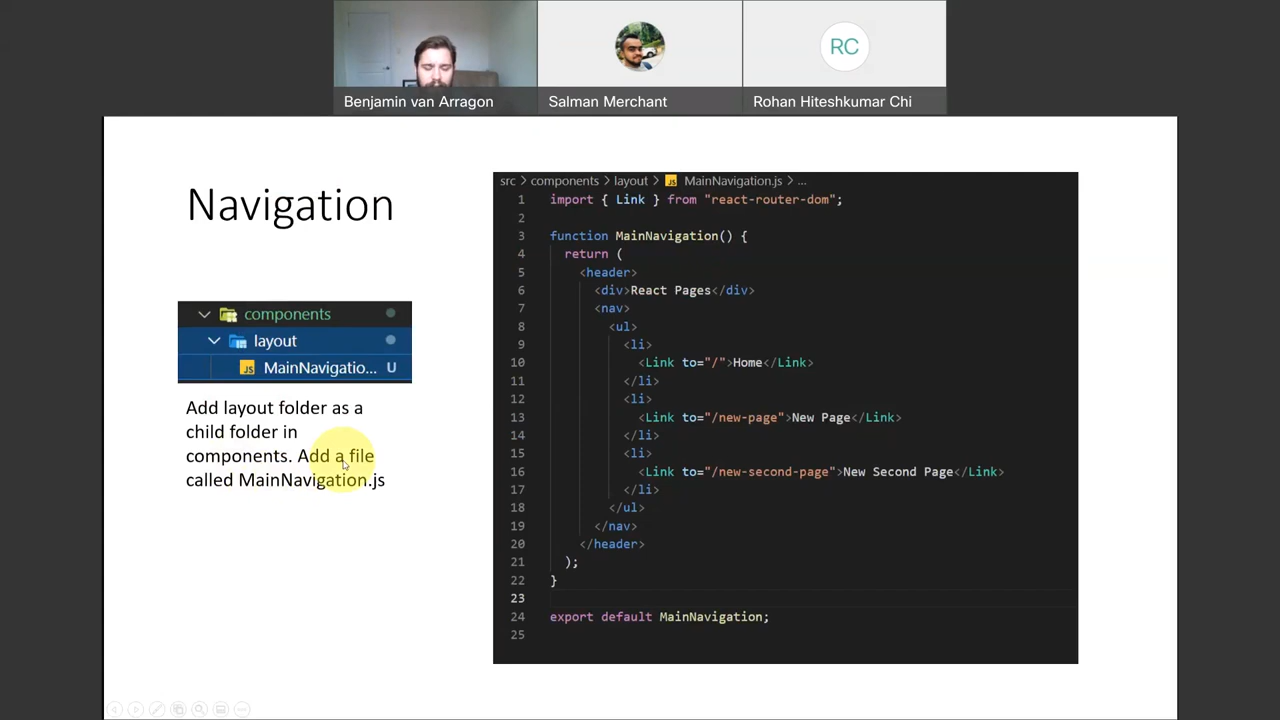 RC
Benjamin van Arragon
Salman Merchant
Rohan Hiteshkumar Chi
Navigation
components
layout
JS MainNavigatio... U
Add layout folder as a
child folder in
components. Add a file
called MainNavigation.js
src > components > layout > JS MainNavigation.js > ...
1 import { Link } from "react-router-dom";
2
3 function MainNavigation() {
4 return (
5 <header>
6 <div>React Pages</div>
7 <nav>
8 <ul>
9 <li>
10 <Link to="/">Home</Link>
11 </li>
12 <li>
13 <Link to="/new-page">New Page</Link>
14 </li>
15 <li>
16 <Link to="/new-second-page">New Second Page</Link>
17 </li>
18 </ul>
19 </nav>
20 </header>
21 );
22 }
23
24 export default MainNavigation;
25